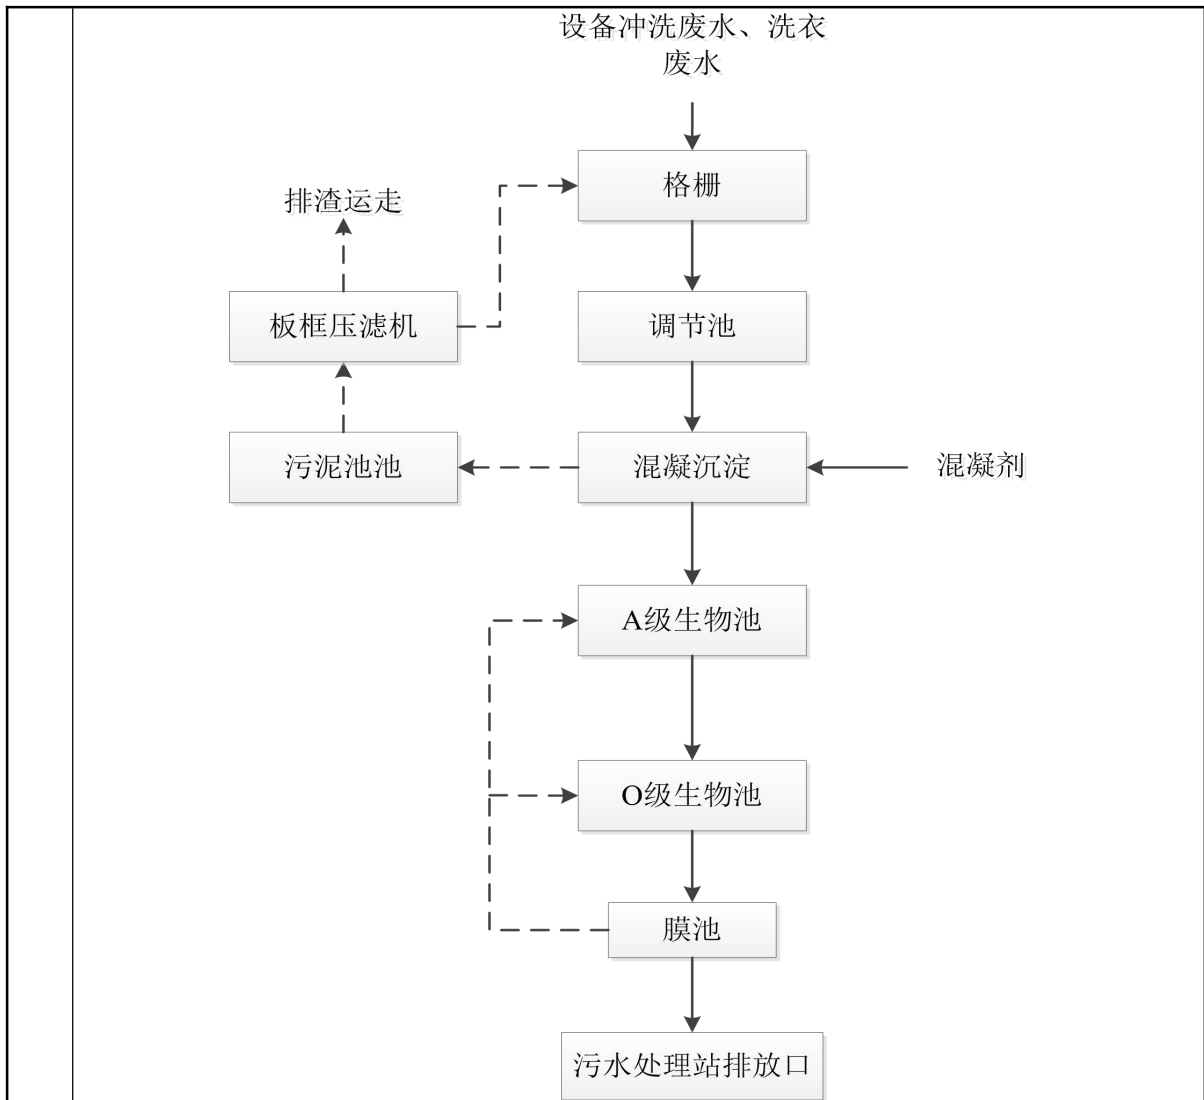 设备冲洗废水、洗衣
废水
格栅
排渣运走
板框压滤机
调节池
污泥池池
混凝沉淀
混凝剂
A级生物池
O级生物池
膜池
污水处理站排放口